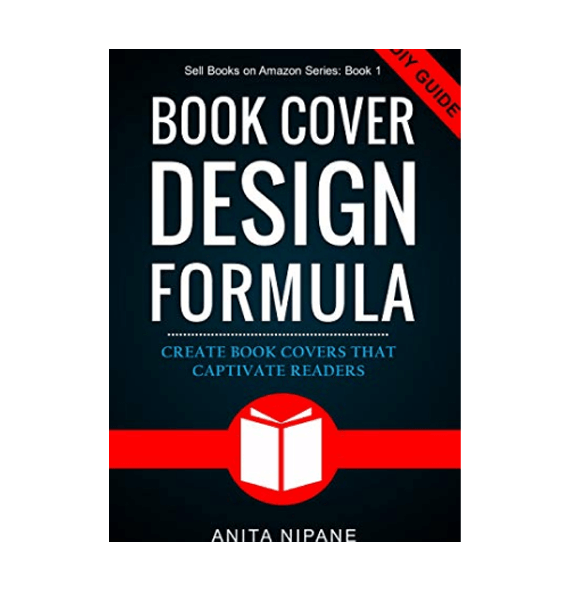 Sell Books on Amazon Series: Book 1
DIY GUIDE
BOOK COVER
DESIGN
FORMULA
CREATE BOOK COVERS THAT
CAPTIVATE READERS
ANITA NIPANE